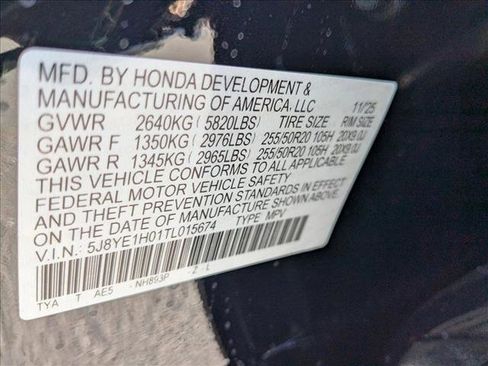 MFD. BY HONDA DEVELOPMENT &
MANUFACTURING OF AMERICA, LLC 11/25
GVWR 2640KG (5820LBS) TIRE SIZE RIM SIZE
GAWR F 1350KG (2976LBS) 255/50R20 105H 20X9.0J
GAWR R 1345KG (2965LBS) 255/50R20 105H 20X9.0J
THIS VEHICLE CONFORMS TO ALL APPLICABLE
FEDERAL MOTOR VEHICLE SAFETY
AND THEFT PREVENTION STANDARDS IN EFFECT
ON THE DATE OF MANUFACTURE SHOWN ABOVE.
V.I.N.: 5J8YE1H01TL015674 TYPE: MPV
TYA T AE5 -NH893P -2 L